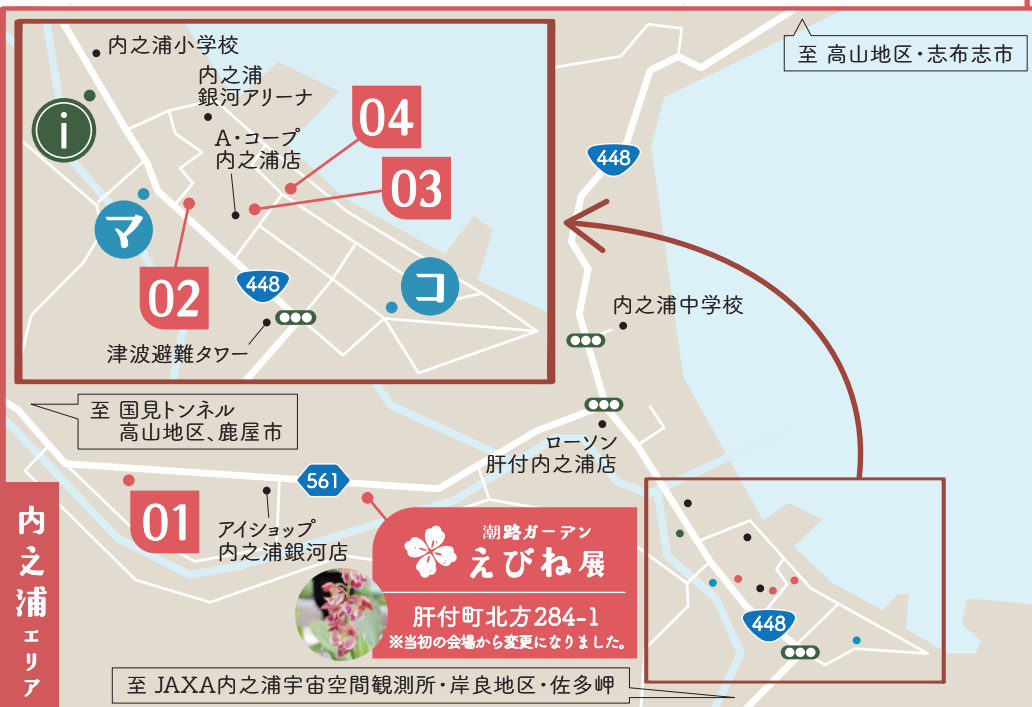 内之浦小学校
内之浦
銀河アリーナ
A・コープ
内之浦店
i
04
03
マ
02
448
コ
津波避難タワー
至 高山地区・志布志市
448
内之浦中学校
至 国見トンネル
高山地区、鹿屋市
ローソン
肝付内之浦店
561
01
アイショップ
内之浦銀河店
潮路ガーデン
えびね展
肝付町北方284-1
※当初の会場から変更になりました。
448
内之浦エリア
至 JAXA内之浦宇宙空間観測所・岸良地区・佐多岬